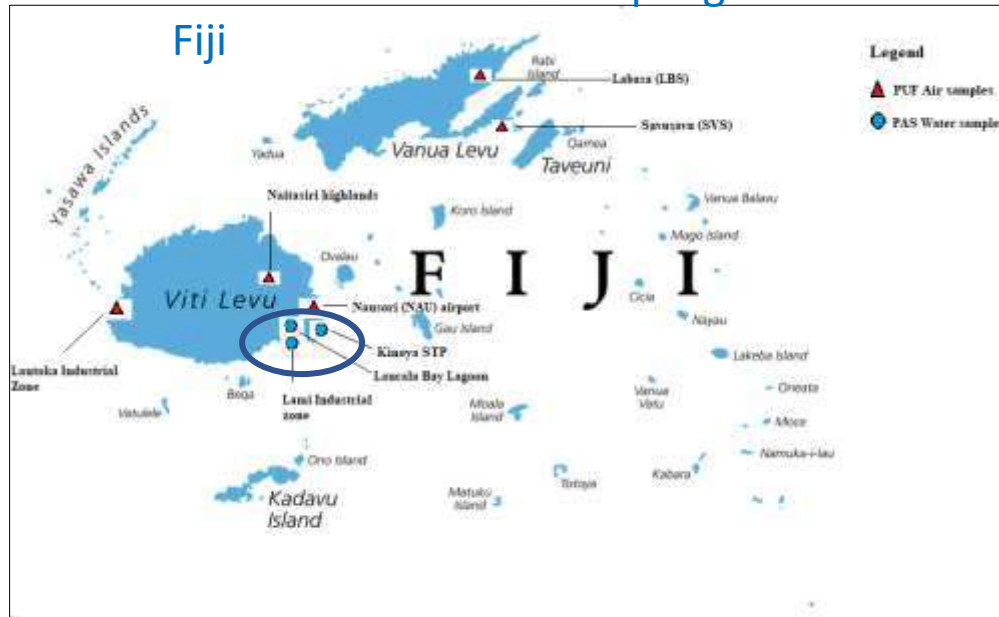 Fiji
Legend
PUF Air samples
PAS Water sample
Rabi
Island
Labasa (LBS)
Savusavu (SVS)
Yasawa Islands
Yadua
Vanua Levu
Qamea
Taveuni
Naitasiri highlands
Koro Island
Vanua Balavu
Mago Island
Ovalau
FIJI
Viti Levu
Cicia
Nausori (NAU) airport
Gau Island
Nayau
Kinoya STP
Laucala Bay Lagoon
Lakeba Island
Lautoka Industrial
Zone
Beqa
Lami Industrial
zone
Vatulele
Moala
Island
Vanua
Vatu
Oneata
Moce
Namuka-i-lau
Ono Island
Totoya
Kabara
Kadavu
Island
Matuku
Island